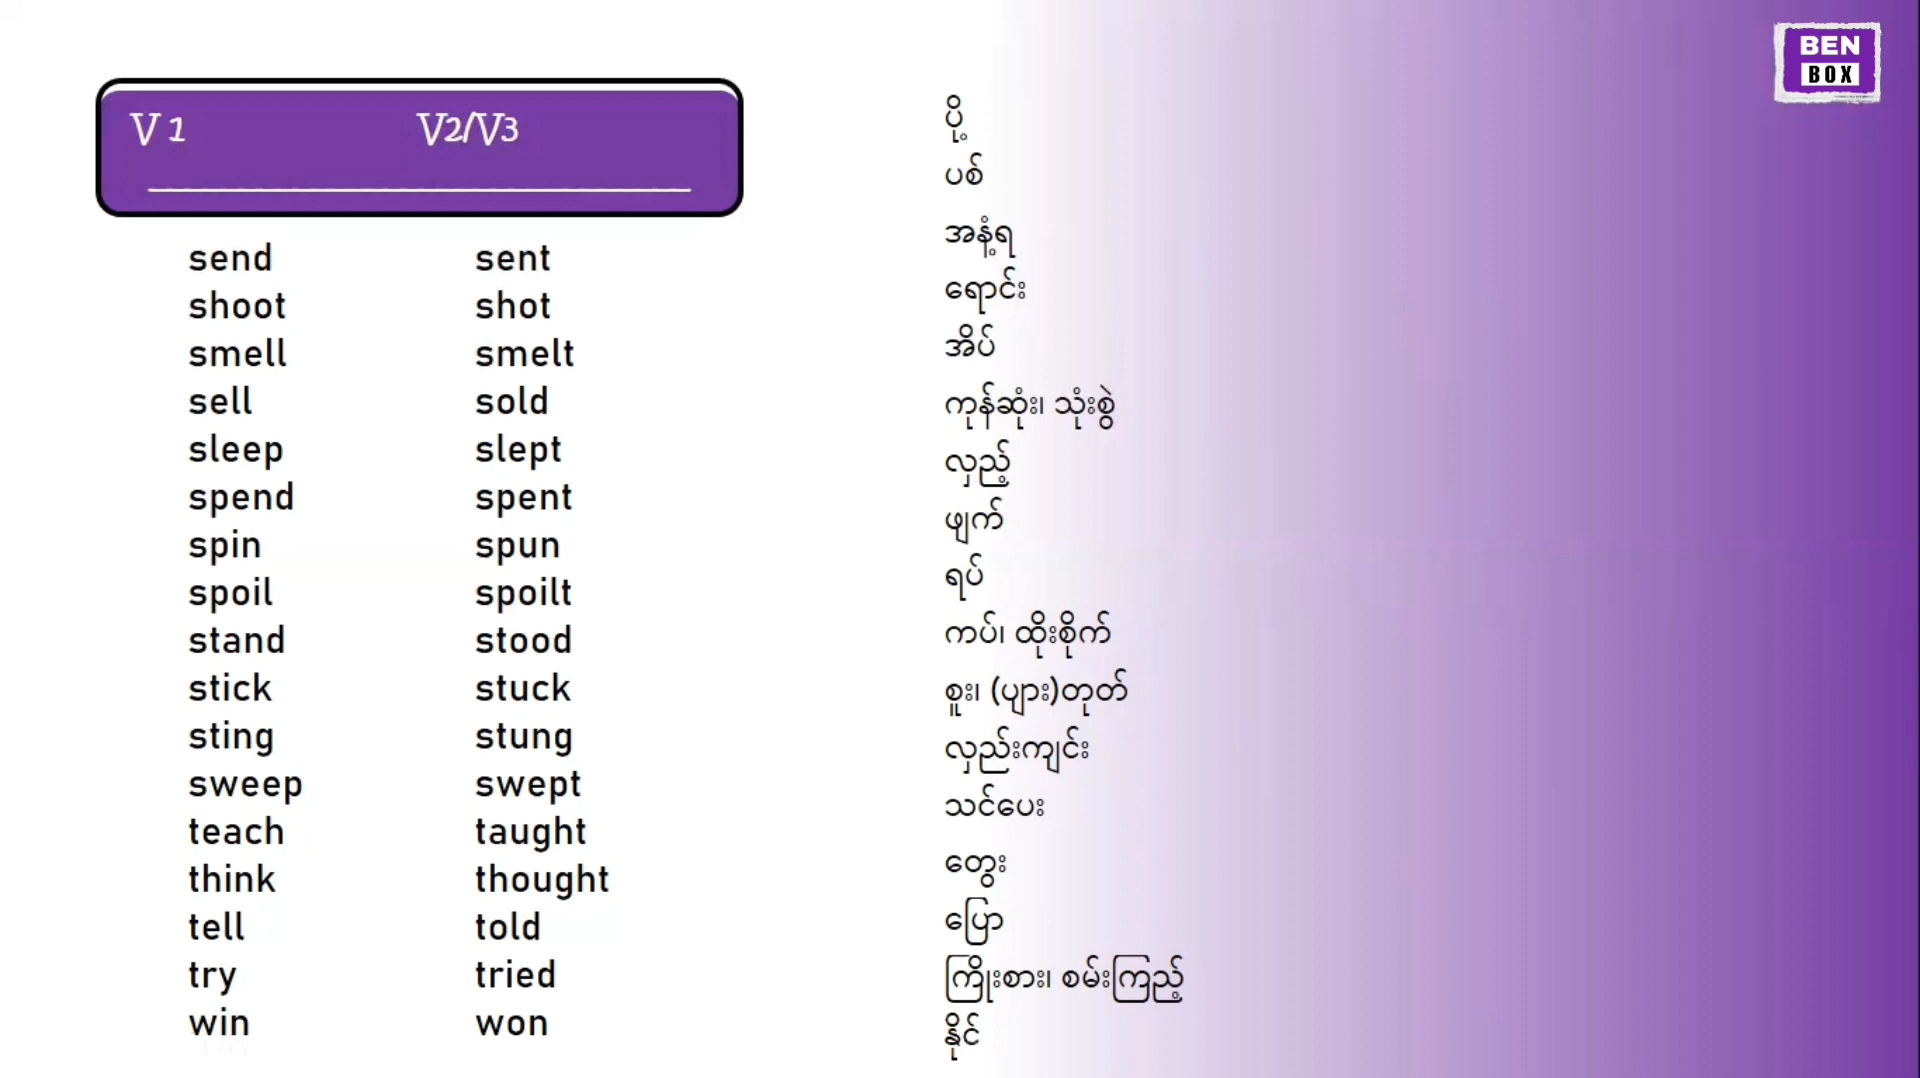 BEN
BOX
V 1 V2/V3
send sent
shoot shot
smell smelt
sell sold
sleep slept
spend spent
spin spun
spoil spoilt
stand stood
stick stuck
sting stung
sweep swept
teach taught
think thought
tell told
try tried
win won
ငို့
ပစ်
အနံ့ရ
ရောင်း
အိပ်
ကုန်ဆုံး၊ သုံးစွဲ
လှည့်
ဖျက်
ရပ်
ကပ်၊ ထိုးစိုက်
စူး၊ (ပျား)တုတ်
လှည်းကျင်း
သင်ပေး
တွေး
ပြော
ကြိုးစား၊ စမ်းကြည့်
နိုင်